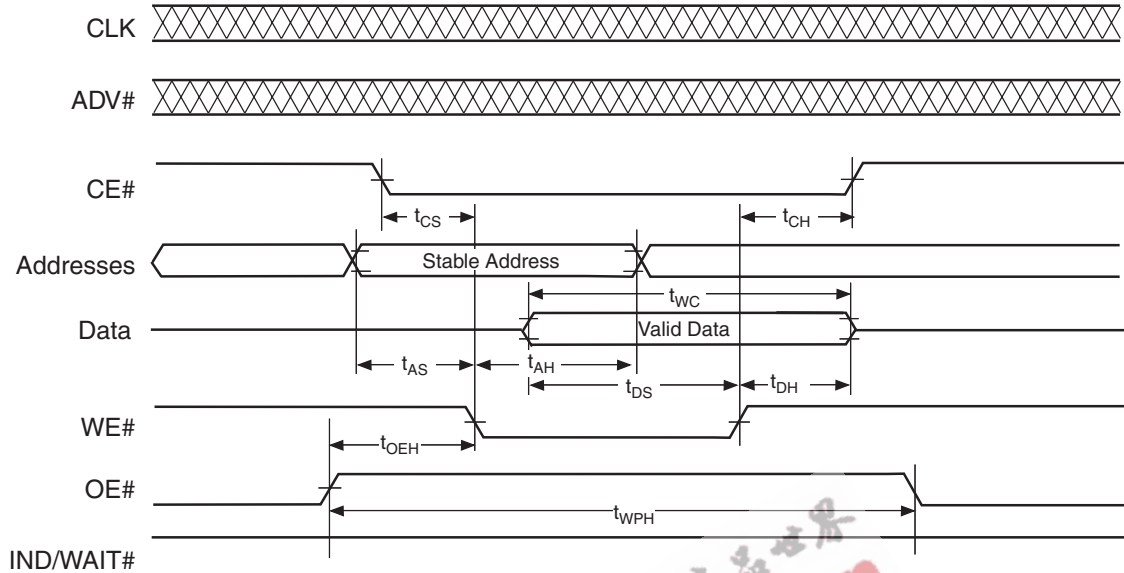 CLK
ADV#
CE#
tCS
tCH
Addresses
Stable Address
tWC
Data
Valid Data
tAS
tAH
tDS
tDH
WE#
tOEH
OE#
tWPH
IND/WAIT#